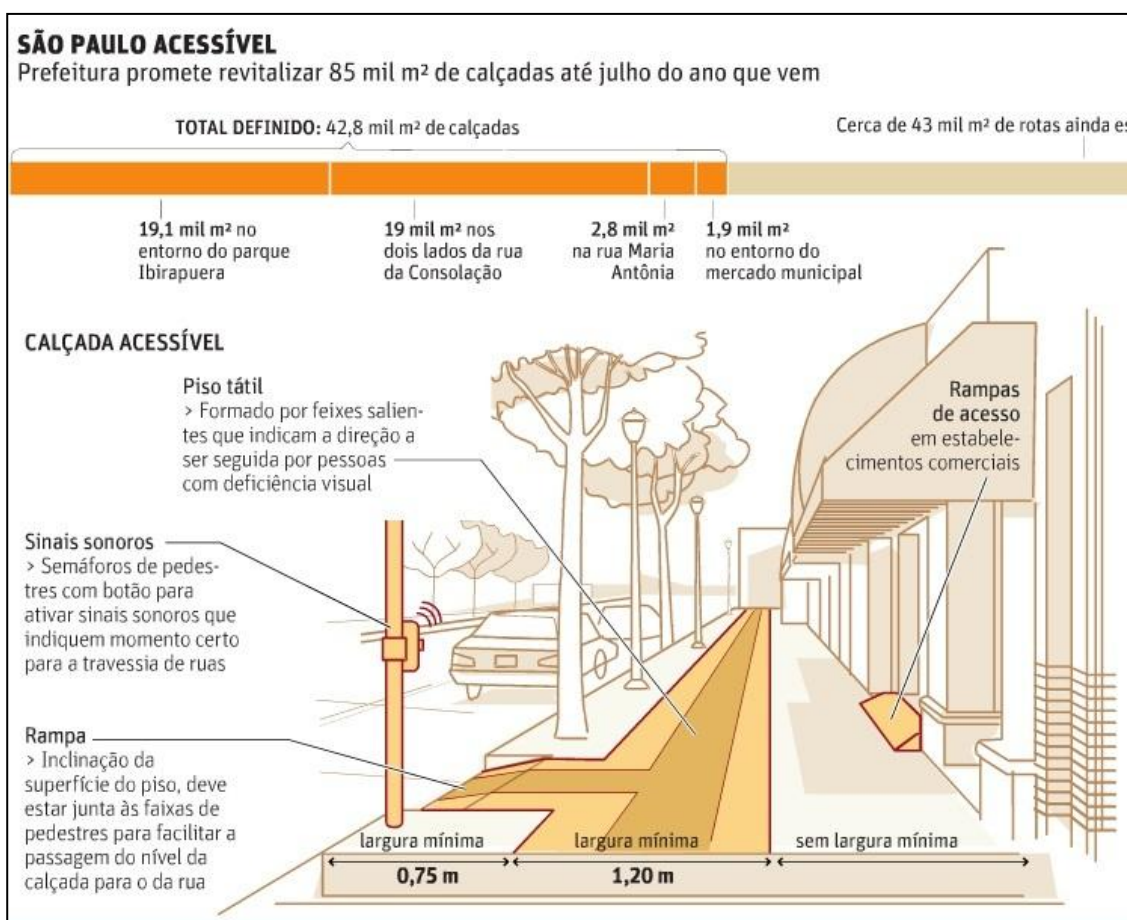 SÃO PAULO ACESSÍVEL
Prefeitura promete revitalizar 85 mil m² de calçadas até julho do ano que vem
TOTAL DEFINIDO: 42,8 mil m² de calçadas
Cerca de 43 mil m² de rotas ainda es
19,1 mil m² no
entorno do parque
Ibirapuera
19 mil m² nos
dois lados da rua
da Consolação
2,8 mil m²
na rua Maria
Antônia
1,9 mil m²
no entorno do
mercado municipal
CALÇADA ACESSÍVEL
Piso tátil
> Formado por feixes salien-
tes que indicam a direção a
ser seguida por pessoas
com deficiência visual
Rampas
de acesso
em estabele-
cimentos comerciais
Sinais sonoros
> Semáforos de pedes-
tres com botão para
ativar sinais sonoros que
indiquem momento certo
para a travessia de ruas
Rampa
> Inclinação da
superfície do piso, deve
estar junta às faixas de
pedestres para facilitar a
passagem do nível da
calçada para o da rua
largura mínima
0,75 m
largura mínima
1,20 m
sem largura mínima